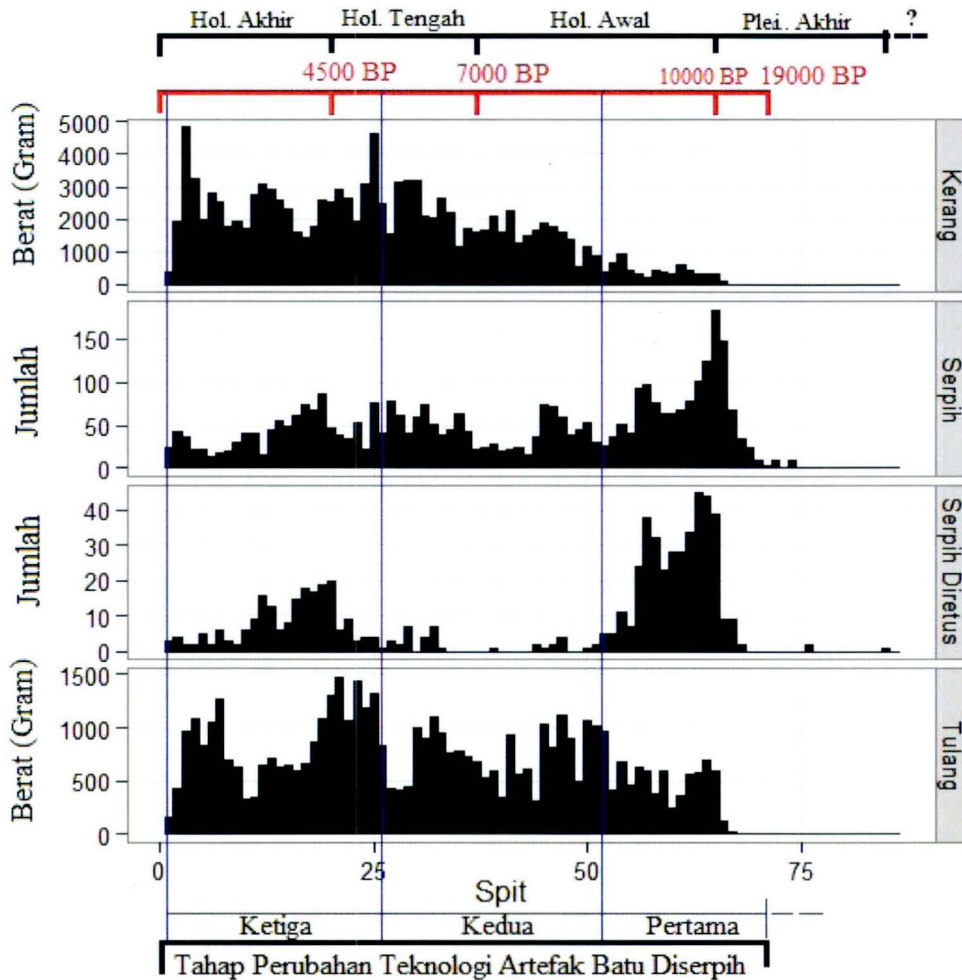 Hol. Akhir Hol. Tengah Hol. Awal Plei. Akhir ?
4500 BP 7000 BP 10000 BP 19000 BP
Berat (Gram)
5000
4000
3000
2000
1000
0
Kerang
Jumlah
150
100
50
0
Serpih
Jumlah
40
30
20
10
0
Serpih Diretus
Berat (Gram)
1500
1000
500
0
Tulang
0 25 50 75
Spit
Ketiga Kedua Pertama
Tahap Perubahan Teknologi Artefak Batu Diserpih